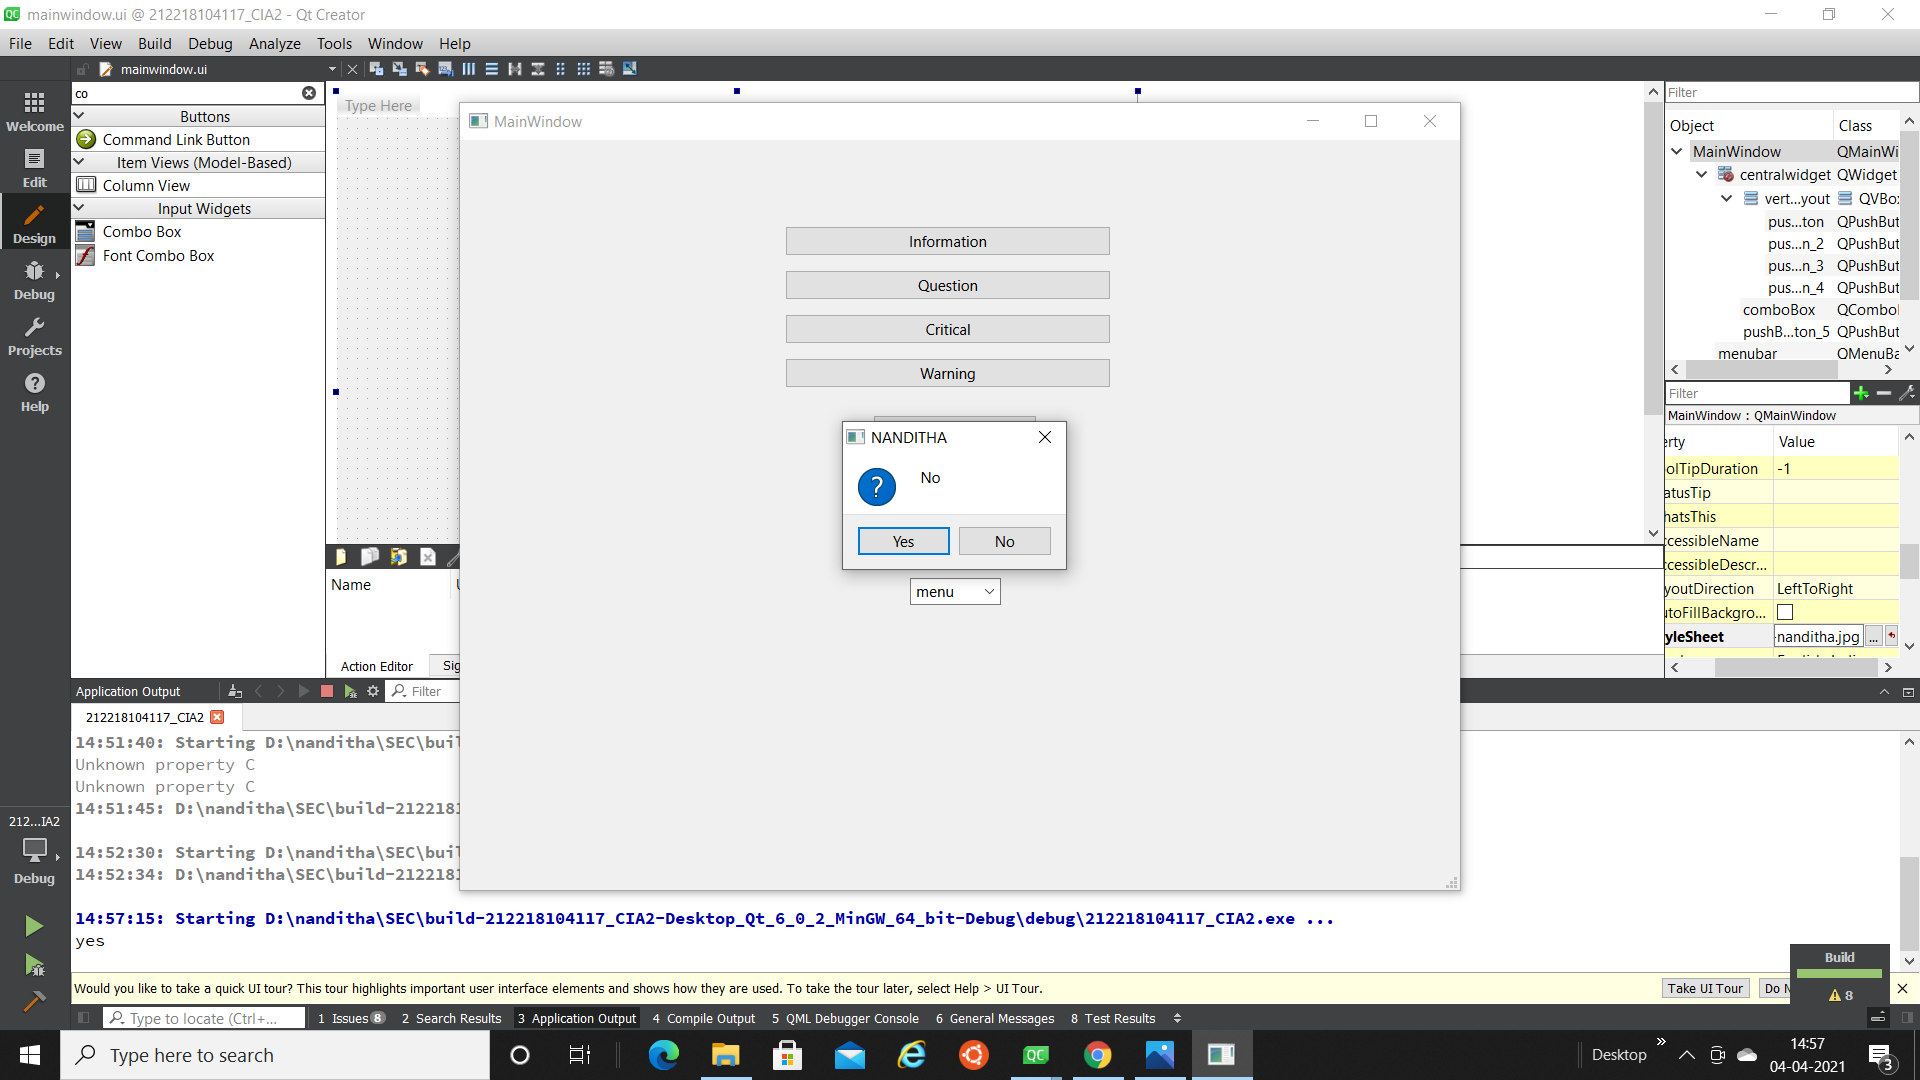 mainwindow.ui @ 212218104117_CIA2 - Qt Creator
File Edit View Build Debug Analyze Tools Window Help
mainwindow.ui
co
Buttons
Command Link Button
Item Views (Model-Based)
Column View
Input Widgets
Combo Box
Font Combo Box
Welcome
Edit
Design
Debug
Projects
Help
212...IA2
Debug
Type Here
MainWindow
Information
Question
Critical
Warning
NANDITHA
No
Yes No
menu
Name
Action Editor Sig
Filter
Object Class
MainWindow QMainWi
centralwidget QWidget
vert...yout QVBo
pus...ton QPushBut
pus...n_2 QPushBut
pus...n_3 QPushBut
pus...n_4 QPushBut
comboBox QCombo
pushB...ton_5 QPushBut
menubar QMenuBa
Filter
MainWindow : QMainWindow
erty Value
olTipDuration -1
atusTip
hatsThis
ccessibleName
ccessibleDescr...
youtDirection LeftToRight
utoFillBackgro...
yleSheet -nanditha.jpg ...
Application Output Filter
212218104117_CIA2
14:51:40: Starting D:\nanditha\SEC\buil
Unknown property C
Unknown property C
14:51:45: D:\nanditha\SEC\build-212218
14:52:30: Starting D:\nanditha\SEC\buil
14:52:34: D:\nanditha\SEC\build-212218
14:57:15: Starting D:\nanditha\SEC\build-212218104117_CIA2-Desktop_Qt_6_0_2_MinGW_64_bit-Debug\debug\212218104117_CIA2.exe ...
yes
Build
8
Would you like to take a quick UI tour? This tour highlights important user interface elements and shows how they are used. To take the tour later, select Help > UI Tour.
Take UI Tour Do N
Type to locate (Ctrl+... 1 Issues 8 2 Search Results 3 Application Output 4 Compile Output 5 QML Debugger Console 6 General Messages 8 Test Results
Type here to search
QC
Desktop
14:57
04-04-2021
3